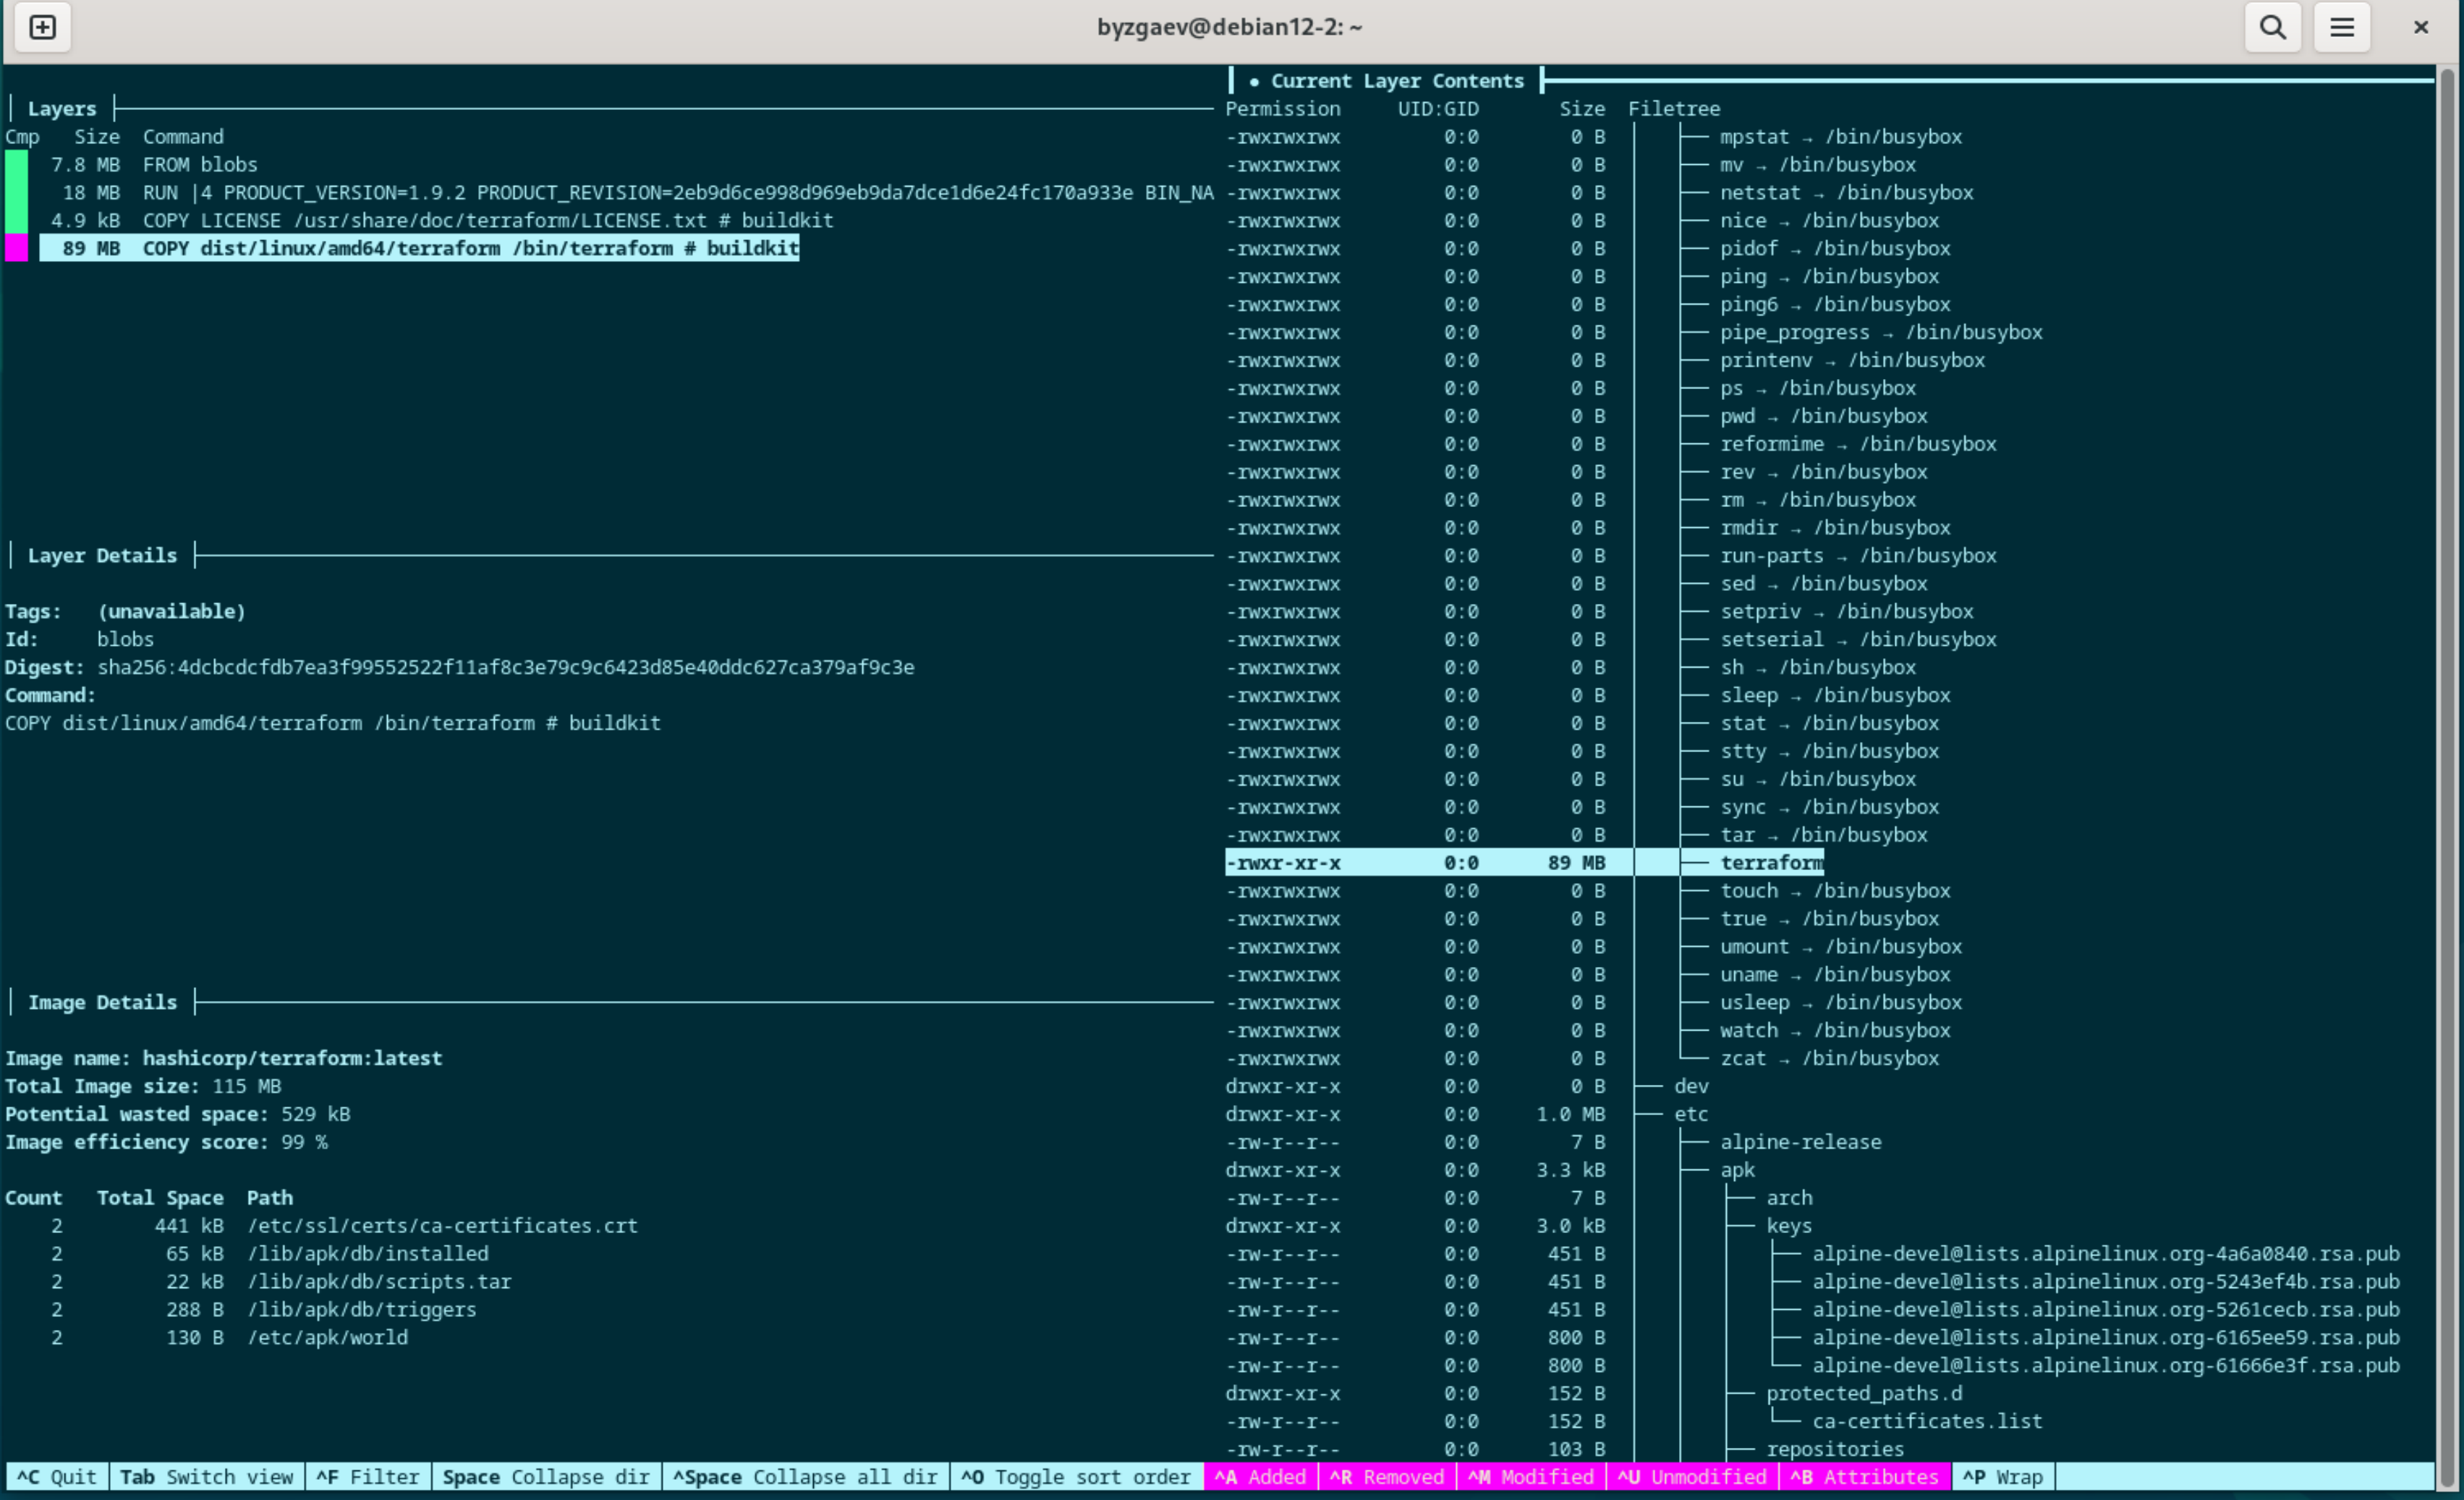 byzgaev@debian12-2: ~
│ Layers ├
Cmp Size Command
7.8 MB FROM blobs
18 MB RUN |4 PRODUCT_VERSION=1.9.2 PRODUCT_REVISION=2eb9d6ce998d969eb9da7dce1d6e24fc170a933e BIN_NA
4.9 kB COPY LICENSE /usr/share/doc/terraform/LICENSE.txt # buildkit
89 MB COPY dist/linux/amd64/terraform /bin/terraform # buildkit
│ Layer Details ├
Tags: (unavailable)
Id: blobs
Digest: sha256:4dcbcdcfdb7ea3f99552522f11af8c3e79c9c6423d85e40ddc627ca379af9c3e
Command:
COPY dist/linux/amd64/terraform /bin/terraform # buildkit
│ Image Details ├
Image name: hashicorp/terraform:latest
Total Image size: 115 MB
Potential wasted space: 529 kB
Image efficiency score: 99 %
Count Total Space Path
2 441 kB /etc/ssl/certs/ca-certificates.crt
2 65 kB /lib/apk/db/installed
2 22 kB /lib/apk/db/scripts.tar
2 288 B /lib/apk/db/triggers
2 130 B /etc/apk/world
┃ ● Current Layer Contents ┣
Permission UID:GID Size Filetree
-rwxrwxrwx 0:0 0 B │ ├── mpstat → /bin/busybox
-rwxrwxrwx 0:0 0 B │ ├── mv → /bin/busybox
-rwxrwxrwx 0:0 0 B │ ├── netstat → /bin/busybox
-rwxrwxrwx 0:0 0 B │ ├── nice → /bin/busybox
-rwxrwxrwx 0:0 0 B │ ├── pidof → /bin/busybox
-rwxrwxrwx 0:0 0 B │ ├── ping → /bin/busybox
-rwxrwxrwx 0:0 0 B │ ├── ping6 → /bin/busybox
-rwxrwxrwx 0:0 0 B │ ├── pipe_progress → /bin/busybox
-rwxrwxrwx 0:0 0 B │ ├── printenv → /bin/busybox
-rwxrwxrwx 0:0 0 B │ ├── ps → /bin/busybox
-rwxrwxrwx 0:0 0 B │ ├── pwd → /bin/busybox
-rwxrwxrwx 0:0 0 B │ ├── reformime → /bin/busybox
-rwxrwxrwx 0:0 0 B │ ├── rev → /bin/busybox
-rwxrwxrwx 0:0 0 B │ ├── rm → /bin/busybox
-rwxrwxrwx 0:0 0 B │ ├── rmdir → /bin/busybox
-rwxrwxrwx 0:0 0 B │ ├── run-parts → /bin/busybox
-rwxrwxrwx 0:0 0 B │ ├── sed → /bin/busybox
-rwxrwxrwx 0:0 0 B │ ├── setpriv → /bin/busybox
-rwxrwxrwx 0:0 0 B │ ├── setserial → /bin/busybox
-rwxrwxrwx 0:0 0 B │ ├── sh → /bin/busybox
-rwxrwxrwx 0:0 0 B │ ├── sleep → /bin/busybox
-rwxrwxrwx 0:0 0 B │ ├── stat → /bin/busybox
-rwxrwxrwx 0:0 0 B │ ├── stty → /bin/busybox
-rwxrwxrwx 0:0 0 B │ ├── su → /bin/busybox
-rwxrwxrwx 0:0 0 B │ ├── sync → /bin/busybox
-rwxrwxrwx 0:0 0 B │ ├── tar → /bin/busybox
-rwxr-xr-x 0:0 89 MB │ ├── terraform
-rwxrwxrwx 0:0 0 B │ ├── touch → /bin/busybox
-rwxrwxrwx 0:0 0 B │ ├── true → /bin/busybox
-rwxrwxrwx 0:0 0 B │ ├── umount → /bin/busybox
-rwxrwxrwx 0:0 0 B │ ├── uname → /bin/busybox
-rwxrwxrwx 0:0 0 B │ ├── usleep → /bin/busybox
-rwxrwxrwx 0:0 0 B │ ├── watch → /bin/busybox
-rwxrwxrwx 0:0 0 B │ └── zcat → /bin/busybox
drwxr-xr-x 0:0 0 B ├── dev
drwxr-xr-x 0:0 1.0 MB ├── etc
-rw-r--r-- 0:0 7 B │ ├── alpine-release
drwxr-xr-x 0:0 3.3 kB │ ├── apk
-rw-r--r-- 0:0 7 B │ │ ├── arch
drwxr-xr-x 0:0 3.0 kB │ │ ├── keys
-rw-r--r-- 0:0 451 B │ │ │ ├── alpine-devel@lists.alpinelinux.org-4a6a0840.rsa.pub
-rw-r--r-- 0:0 451 B │ │ │ ├── alpine-devel@lists.alpinelinux.org-5243ef4b.rsa.pub
-rw-r--r-- 0:0 451 B │ │ │ ├── alpine-devel@lists.alpinelinux.org-5261cecb.rsa.pub
-rw-r--r-- 0:0 800 B │ │ │ ├── alpine-devel@lists.alpinelinux.org-6165ee59.rsa.pub
-rw-r--r-- 0:0 800 B │ │ │ └── alpine-devel@lists.alpinelinux.org-61666e3f.rsa.pub
drwxr-xr-x 0:0 152 B │ │ ├── protected_paths.d
-rw-r--r-- 0:0 152 B │ │ │ └── ca-certificates.list
-rw-r--r-- 0:0 103 B │ │ ├── repositories
^C Quit │ Tab Switch view │ ^F Filter │ Space Collapse dir │ ^Space Collapse all dir │ ^O Toggle sort order │ ^A Added │ ^R Removed │ ^M Modified │ ^U Unmodified │ ^B Attributes │ ^P Wrap │